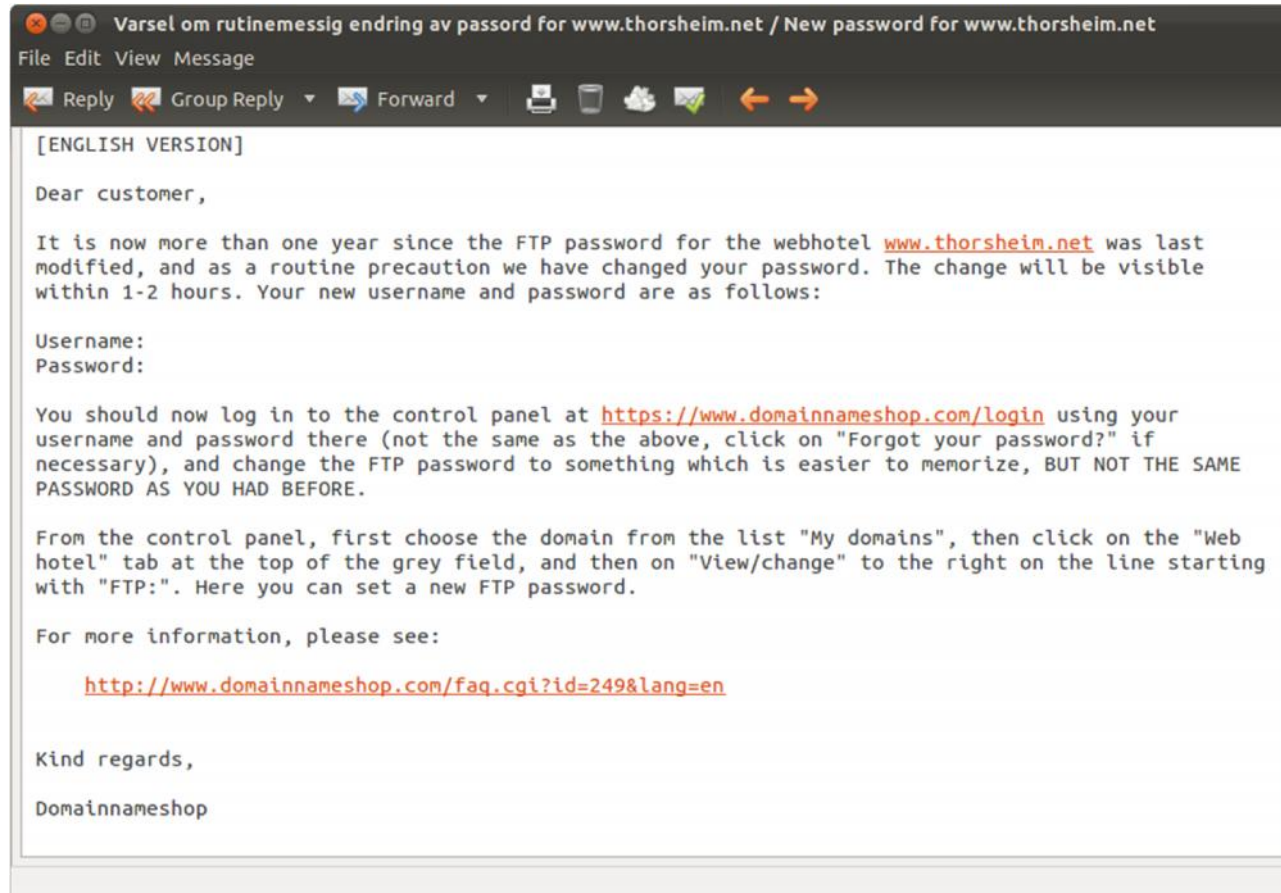 Varsel om rutinemessig endring av passord for www.thorsheim.net / New password for www.thorsheim.net
File Edit View Message
Reply Group Reply Forward
[ENGLISH VERSION]
Dear customer,
It is now more than one year since the FTP password for the webhotel www.thorsheim.net was last
modified, and as a routine precaution we have changed your password. The change will be visible
within 1-2 hours. Your new username and password are as follows:
Username:
Password:
You should now log in to the control panel at https://www.domainnameshop.com/login using your
username and password there (not the same as the above, click on "Forgot your password?" if
necessary), and change the FTP password to something which is easier to memorize, BUT NOT THE SAME
PASSWORD AS YOU HAD BEFORE.
From the control panel, first choose the domain from the list "My domains", then click on the "Web
hotel" tab at the top of the grey field, and then on "View/change" to the right on the line starting
with "FTP:". Here you can set a new FTP password.
For more information, please see:
http://www.domainnameshop.com/faq.cgi?id=249&lang=en
Kind regards,
Domainnameshop